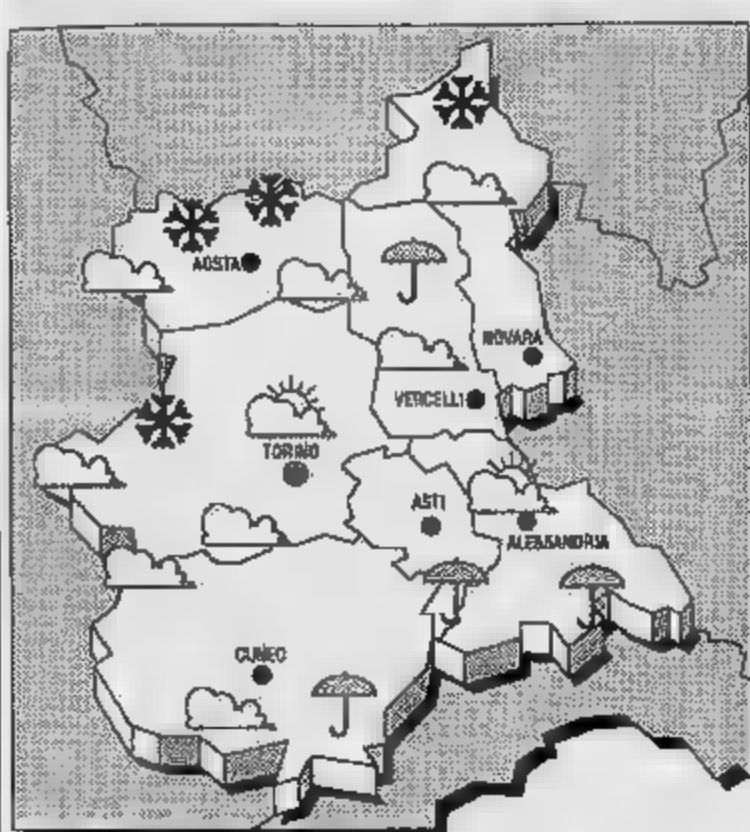 AOSTA
NOVARA
VERCELLI
TORINO
ASTI
ALESSANDRIA
CUNEO